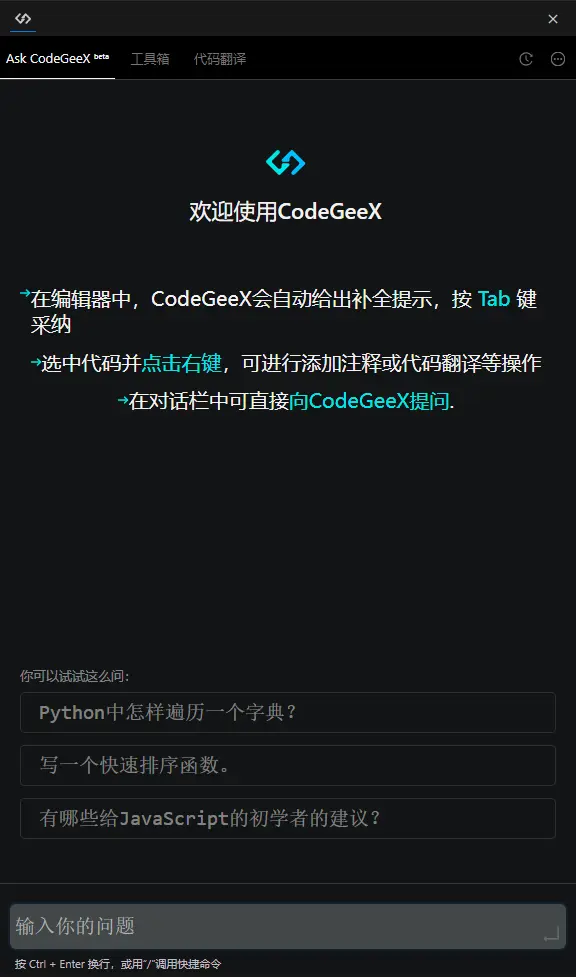 Ask CodeGeeX beta 工具箱 代码翻译
欢迎使用CodeGeeX
→在编辑器中，CodeGeeX会自动给出补全提示，按 Tab 键
采纳
→选中代码并点击右键，可进行添加注释或代码翻译等操作
→在对话栏中可直接向CodeGeeX提问.
你可以试试这么问：
Python中怎样遍历一个字典？
写一个快速排序函数。
有哪些给JavaScript的初学者的建议？
输入你的问题
按 Ctrl + Enter 换行，或用“/”调用快捷命令